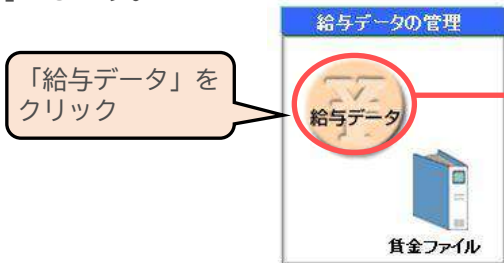 給与データの管理
「給与データ」を
クリック
給与データ
賃金ファイル